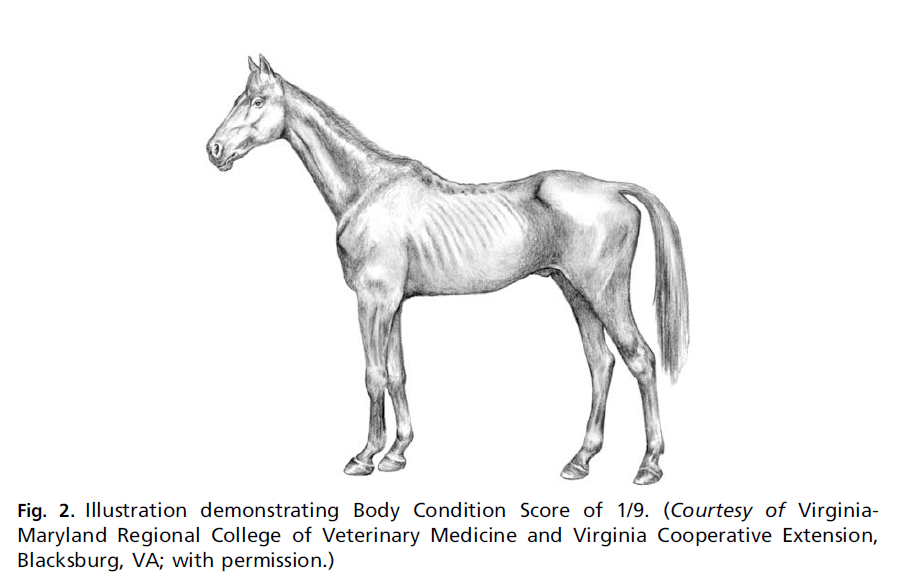 Fig. 2. Illustration demonstrating Body Condition Score of 1/9. (Courtesy of Virginia-
Maryland Regional College of Veterinary Medicine and Virginia Cooperative Extension,
Blacksburg, VA; with permission.)